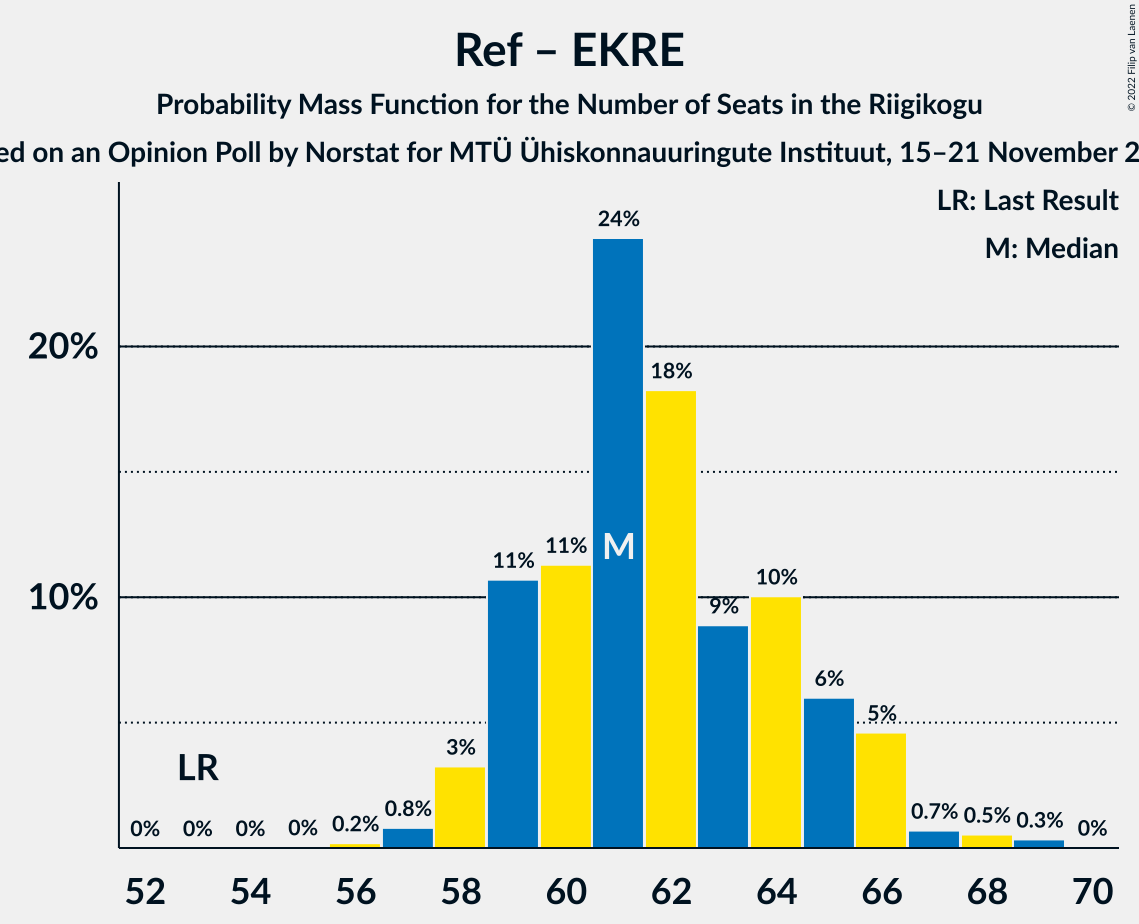 Ref – EKRE
Probability Mass Function for the Number of Seats in the Riigikogu
ed on an Opinion Poll by Norstat for MTÜ Ühiskonnauuringute Instituut, 15–21 November 2
© 2022 Filip van Laenen
LR: Last Result
M: Median
20%
10%
0% 0% 0% 0% 0.2% 0.8% 3% 11% 11% 24% 18% 9% 10% 6% 5% 0.7% 0.5% 0.3% 0%
LR
M
52 54 56 58 60 62 64 66 68 70